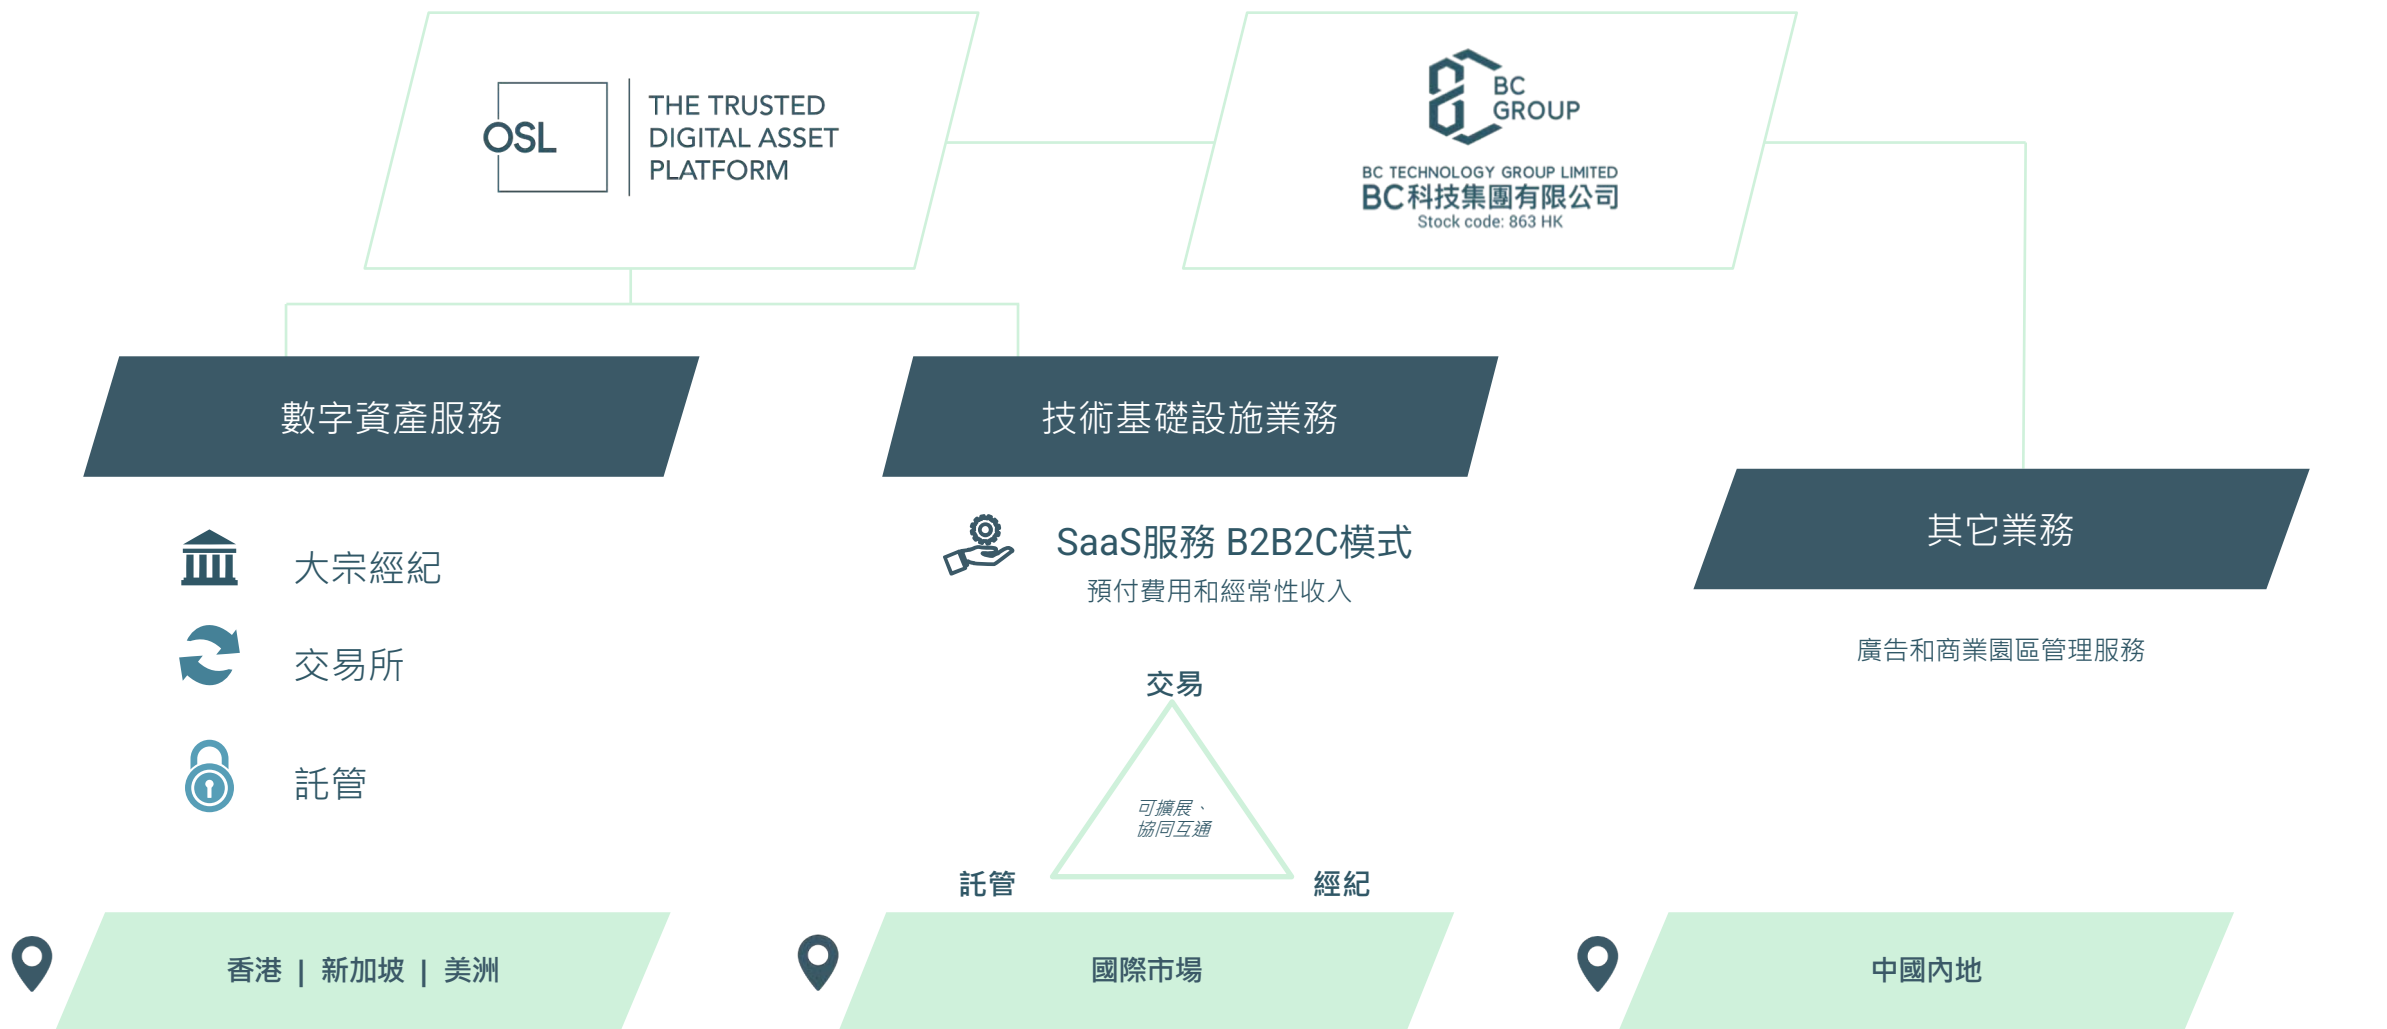 OSL
THE TRUSTED
DIGITAL ASSET
PLATFORM
BC
GROUP
BC TECHNOLOGY GROUP LIMITED
BC科技集團有限公司
Stock code: 863 HK
數字資產服務
大宗經紀
交易所
託管
香港 | 新加坡 | 美洲
技術基礎設施業務
SaaS服務 B2B2C模式
預付費用和經常性收入
交易
可擴展、
協同互通
託管
經紀
國際市場
其它業務
廣告和商業園區管理服務
中國內地